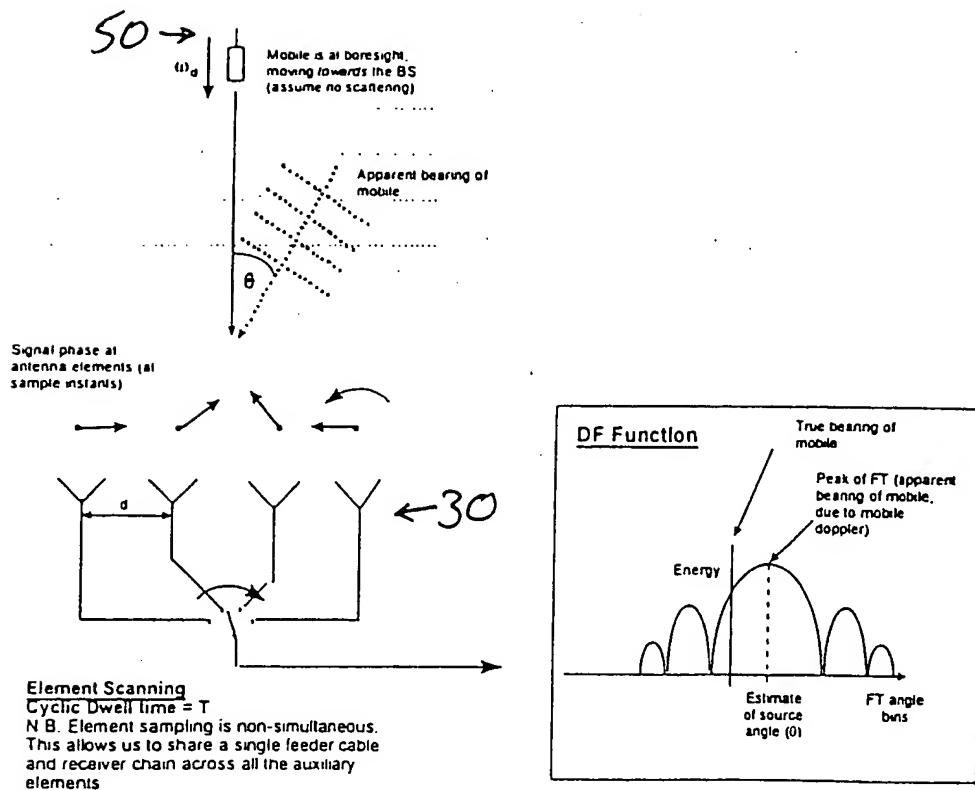 50
(1)d
Mobile is at boresight,
moving towards the BS
(assume no scattering)
Apparent bearing of
mobile
θ
Signal phase at
antenna elements (at
sample instants)
d
30
Element Scanning
Cyclic Dwell time = T
N B. Element sampling is non-simultaneous.
This allows us to share a single feeder cable
and receiver chain across all the auxiliary
elements
DF Function
True bearing of
mobile
Peak of FT (apparent
bearing of mobile,
due to mobile
doppler)
Energy
Estimate
of source
angle (θ)
FT angle
bins